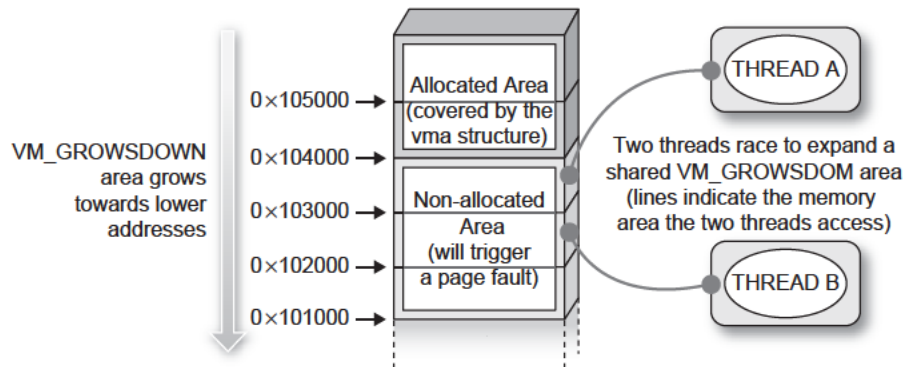 VM_GROWSDOWN
area grows
towards lower
addresses
0×105000
0×104000
0×103000
0×102000
0×101000
Allocated Area
(covered by the
vma structure)
Non-allocated
Area
(will trigger
a page fault)
THREAD A
Two threads race to expand a
shared VM_GROWSDOM area
(lines indicate the memory
area the two threads access)
THREAD B